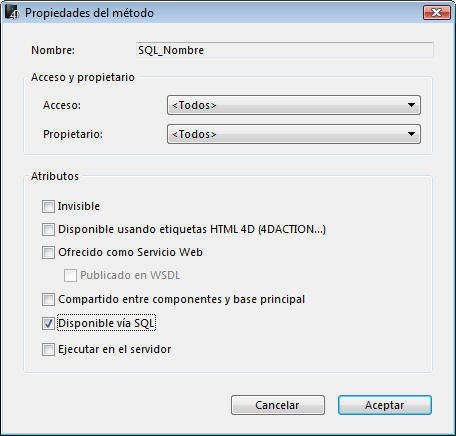 Propiedades del método
Nombre: SQL_Nombre
Acceso y propietario
Acceso: <Todos>
Propietario: <Todos>
Atributos
Invisible
Disponible usando etiquetas HTML 4D (4DACTION...)
Ofrecido como Servicio Web
Publicado en WSDL
Compartido entre componentes y base principal
Disponible vía SQL
Ejecutar en el servidor
Cancelar Aceptar